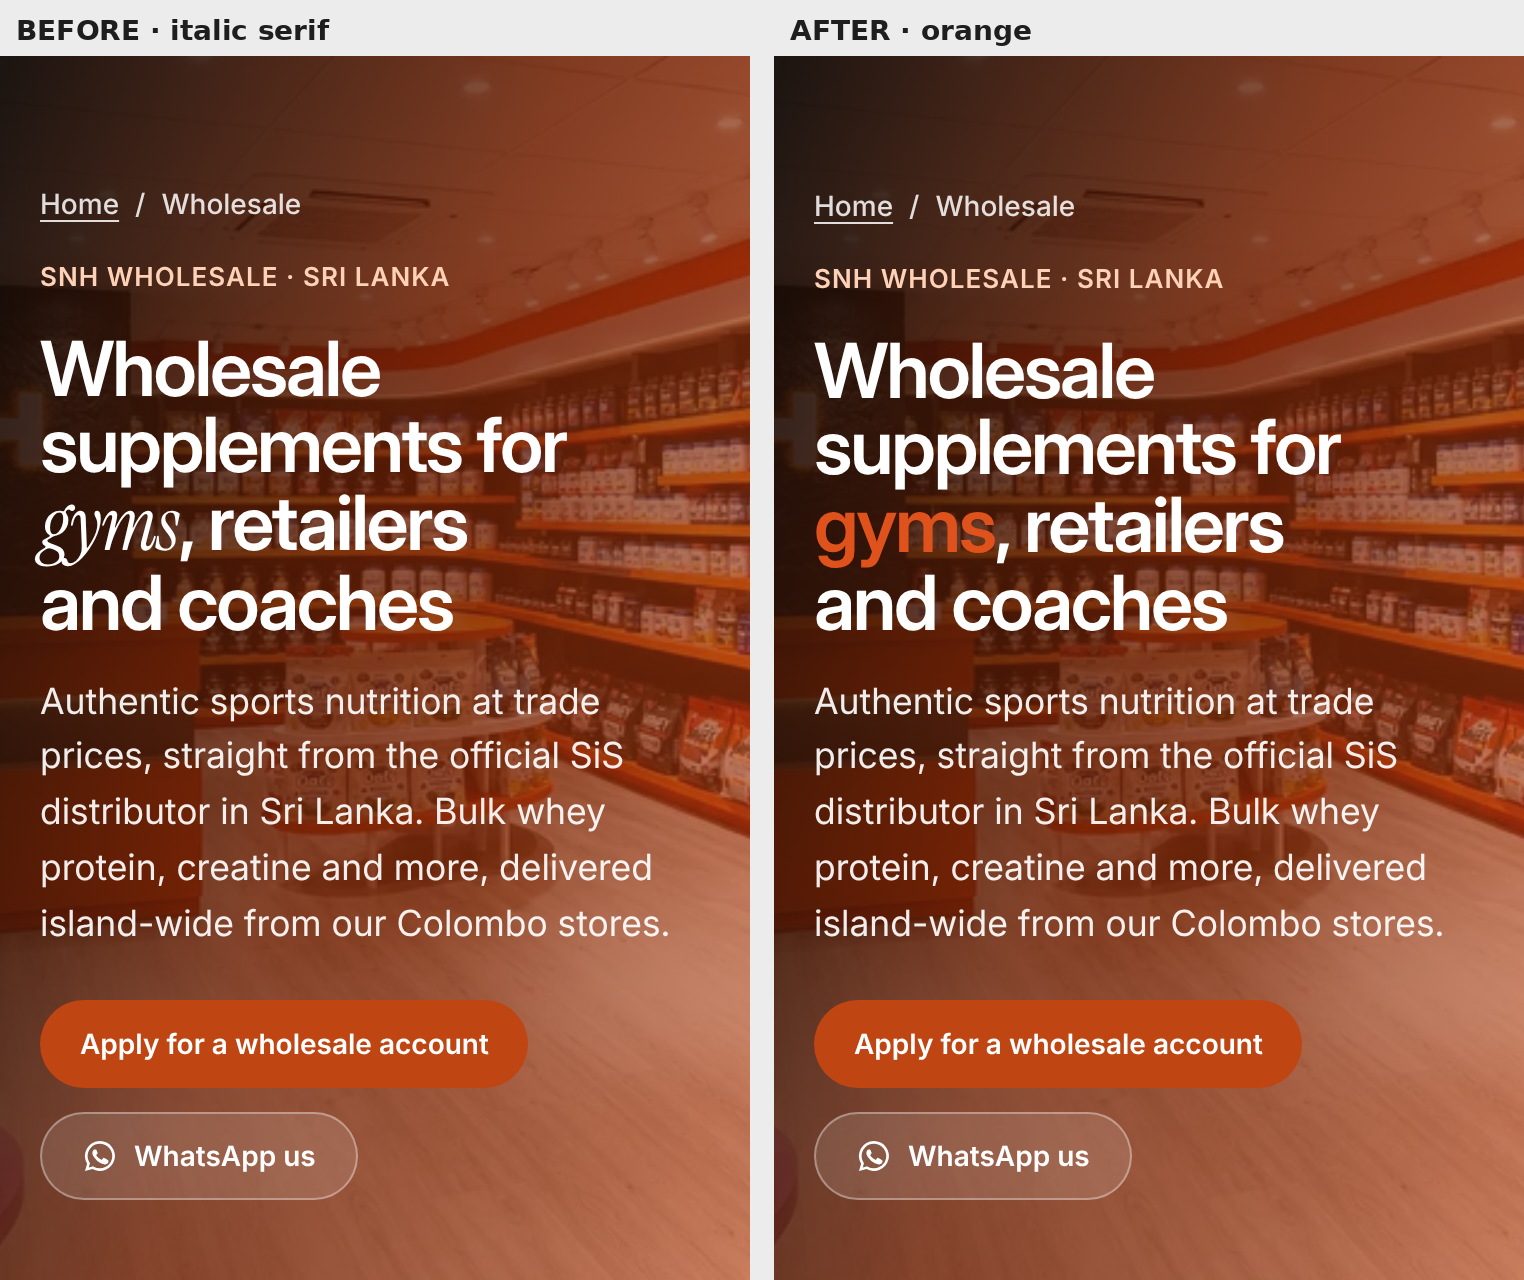 BEFORE · italic serif
Home / Wholesale
SNH WHOLESALE · SRI LANKA
Wholesale
supplements for
gyms, retailers
and coaches
Authentic sports nutrition at trade
prices, straight from the official SiS
distributor in Sri Lanka. Bulk whey
protein, creatine and more, delivered
island-wide from our Colombo stores.
Apply for a wholesale account
WhatsApp us
AFTER · orange
Home / Wholesale
SNH WHOLESALE · SRI LANKA
Wholesale
supplements for
gyms, retailers
and coaches
Authentic sports nutrition at trade
prices, straight from the official SiS
distributor in Sri Lanka. Bulk whey
protein, creatine and more, delivered
island-wide from our Colombo stores.
Apply for a wholesale account
WhatsApp us